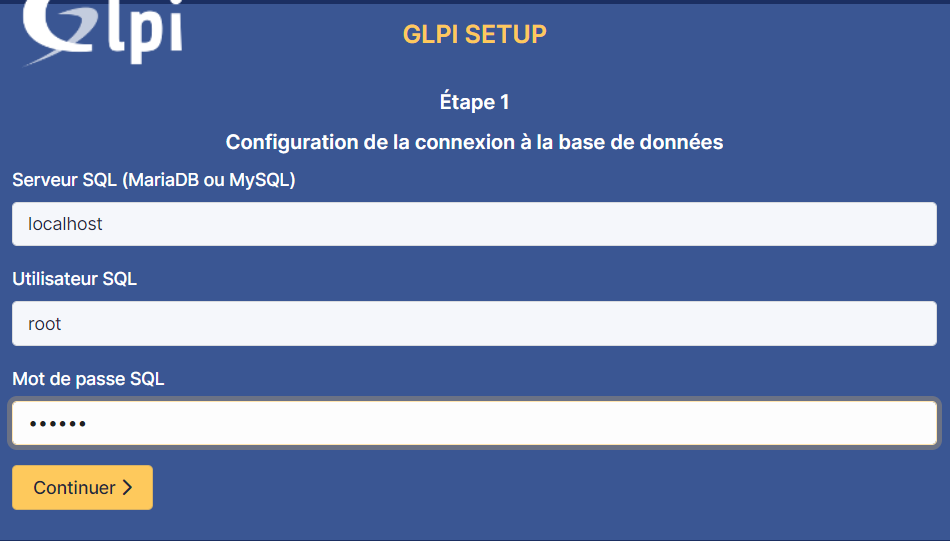 Glpi
GLPI SETUP
Étape 1
Configuration de la connexion à la base de données
Serveur SQL (MariaDB ou MySQL)
localhost
Utilisateur SQL
root
Mot de passe SQL
••••••
Continuer